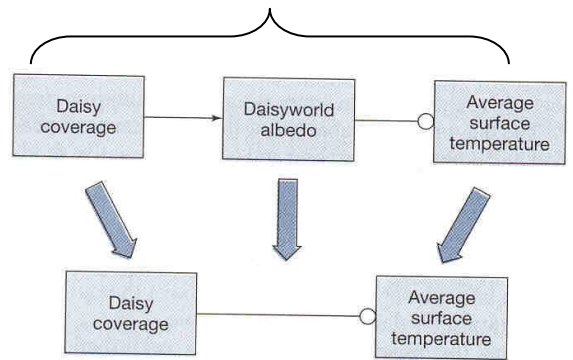 Daisy
coverage
Daisyworld
albedo
Average
surface
temperature
Daisy
coverage
Average
surface
temperature